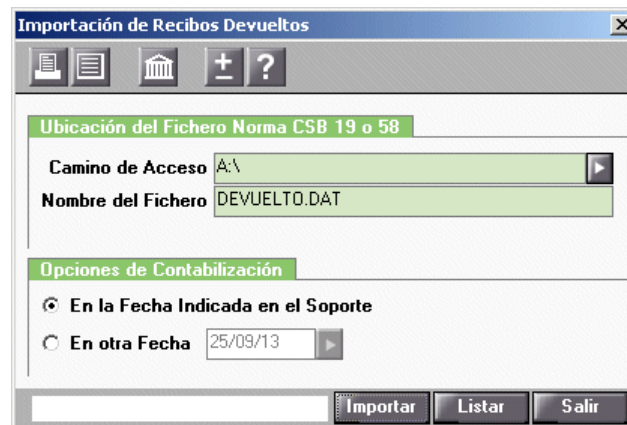 Importación de Recibos Devueltos
Ubicación del Fichero Norma CSB 19 o 58
Camino de Acceso A:\
Nombre del Fichero DEVUELTO.DAT
Opciones de Contabilización
En la Fecha Indicada en el Soporte
En otra Fecha 25/09/13
Importar Listar Salir